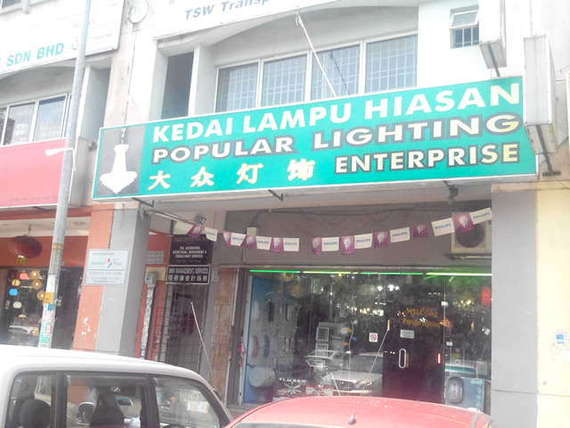 TSW Transp
SDN BHD
KEDAI LAMPU HIASAN
POPULAR LIGHTING
大众灯饰 ENTERPRISE